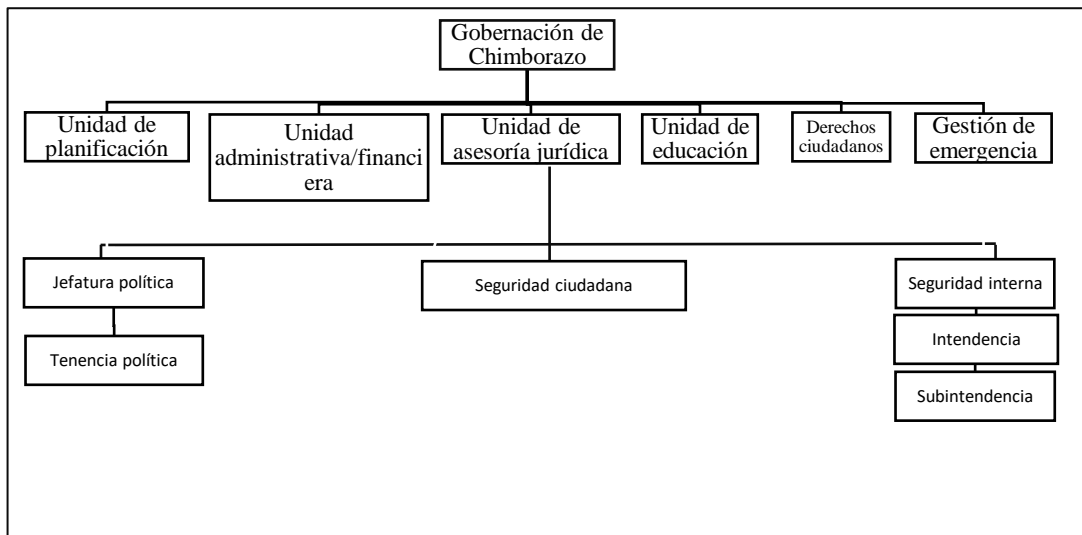 Gobernación de
Chimborazo
Unidad de
planificación
Unidad
administrativa/financi
era
Unidad de
asesoría jurídica
Unidad de
educación
Derechos
ciudadanos
Gestión de
emergencia
Jefatura política
Seguridad ciudadana
Seguridad interna
Tenencia política
Intendencia
Subintendencia